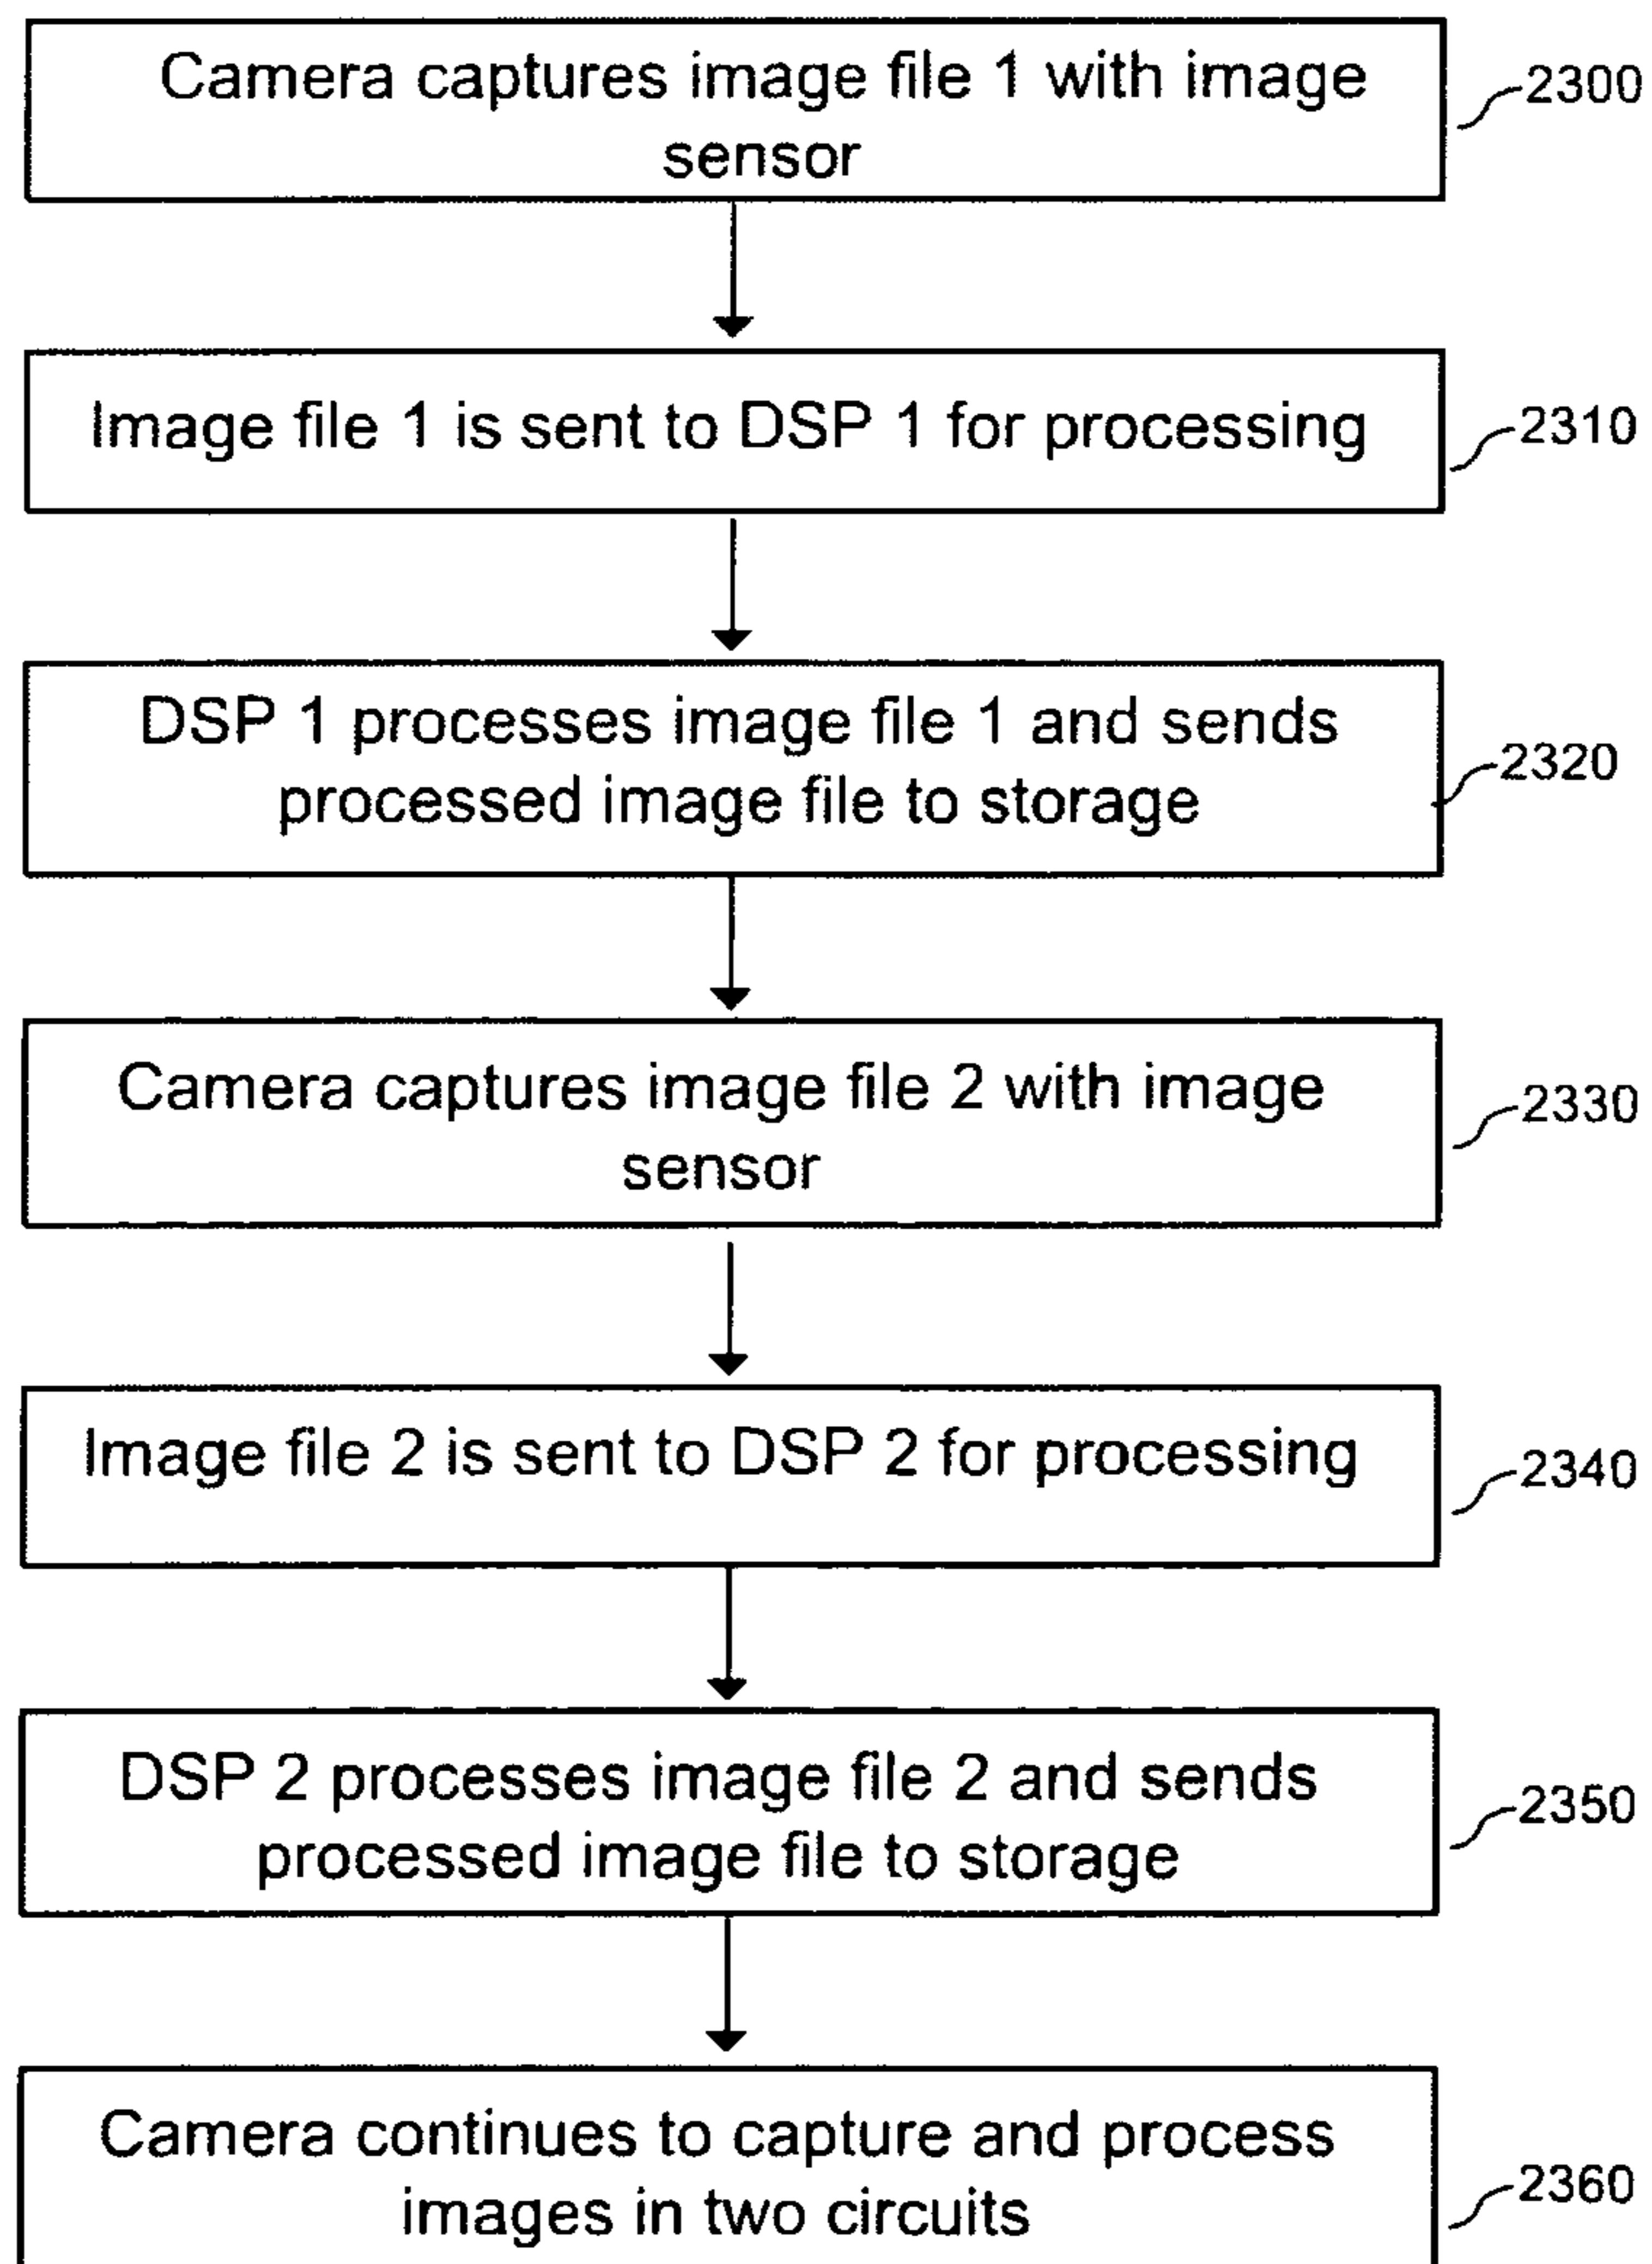 Camera captures image file 1 with image
sensor
2300
Image file 1 is sent to DSP 1 for processing
2310
DSP 1 processes image file 1 and sends
processed image file to storage
2320
Camera captures image file 2 with image
sensor
2330
Image file 2 is sent to DSP 2 for processing
2340
DSP 2 processes image file 2 and sends
processed image file to storage
2350
Camera continues to capture and process
images in two circuits
2360